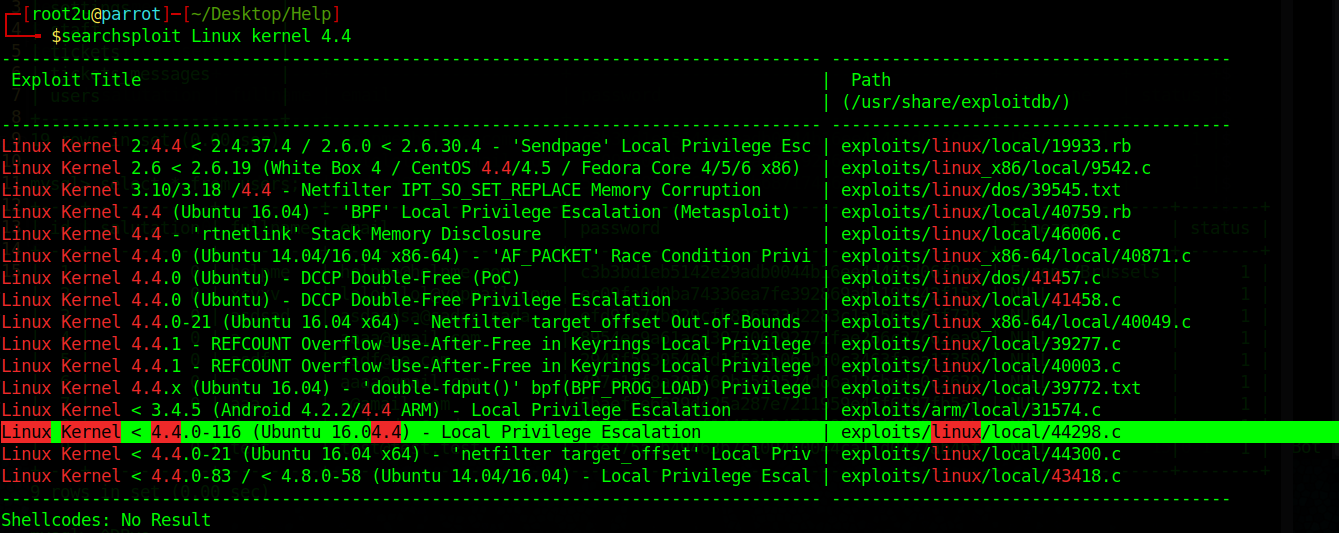 [root2u@parrot]─[~/Desktop/Help]
$searchsploit Linux kernel 4.4
Exploit Title | Path
| (/usr/share/exploitdb/)
Linux Kernel 2.4.4 < 2.4.37.4 / 2.6.0 < 2.6.30.4 - 'Sendpage' Local Privilege Esc | exploits/linux/local/19933.rb
Linux Kernel 2.6 < 2.6.19 (White Box 4 / CentOS 4.4/4.5 / Fedora Core 4/5/6 x86) | exploits/linux_x86/local/9542.c
Linux Kernel 3.10/3.18 /4.4 - Netfilter IPT_SO_SET_REPLACE Memory Corruption | exploits/linux/dos/39545.txt
Linux Kernel 4.4 (Ubuntu 16.04) - 'BPF' Local Privilege Escalation (Metasploit) | exploits/linux/local/40759.rb
Linux Kernel 4.4 - 'rtnetlink' Stack Memory Disclosure | exploits/linux/local/46006.c
Linux Kernel 4.4.0 (Ubuntu 14.04/16.04 x86-64) - 'AF_PACKET' Race Condition Privi | exploits/linux_x86-64/local/40871.c
Linux Kernel 4.4.0 (Ubuntu) - DCCP Double-Free (PoC) | exploits/linux/dos/41457.c
Linux Kernel 4.4.0 (Ubuntu) - DCCP Double-Free Privilege Escalation | exploits/linux/local/41458.c
Linux Kernel 4.4.0-21 (Ubuntu 16.04 x64) - Netfilter target_offset Out-of-Bounds | exploits/linux_x86-64/local/40049.c
Linux Kernel 4.4.1 - REFCOUNT Overflow Use-After-Free in Keyrings Local Privilege | exploits/linux/local/39277.c
Linux Kernel 4.4.1 - REFCOUNT Overflow Use-After-Free in Keyrings Local Privilege | exploits/linux/local/40003.c
Linux Kernel 4.4.x (Ubuntu 16.04) - 'double-fdput()' bpf(BPF_PROG_LOAD) Privilege | exploits/linux/local/39772.txt
Linux Kernel < 3.4.5 (Android 4.2.2/4.4 ARM) - Local Privilege Escalation | exploits/arm/local/31574.c
Linux Kernel < 4.4.0-116 (Ubuntu 16.04.4) - Local Privilege Escalation | exploits/linux/local/44298.c
Linux Kernel < 4.4.0-21 (Ubuntu 16.04 x64) - 'netfilter target_offset' Local Priv | exploits/linux/local/44300.c
Linux Kernel < 4.4.0-83 / < 4.8.0-58 (Ubuntu 14.04/16.04) - Local Privilege Escal | exploits/linux/local/43418.c
Shellcodes: No Result